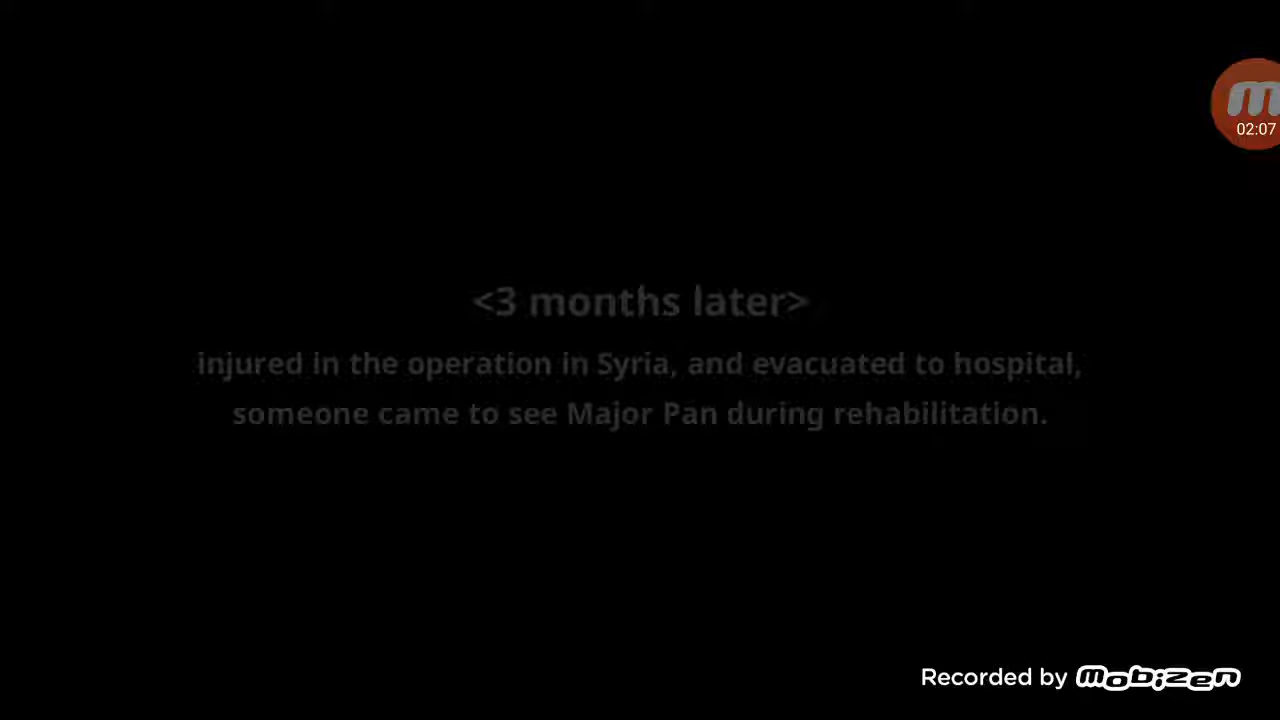 m
02:07
<3 months later>
injured in the operation in Syria, and evacuated to hospital,
someone came to see Major Pan during rehabilitation.
Recorded by mobizen